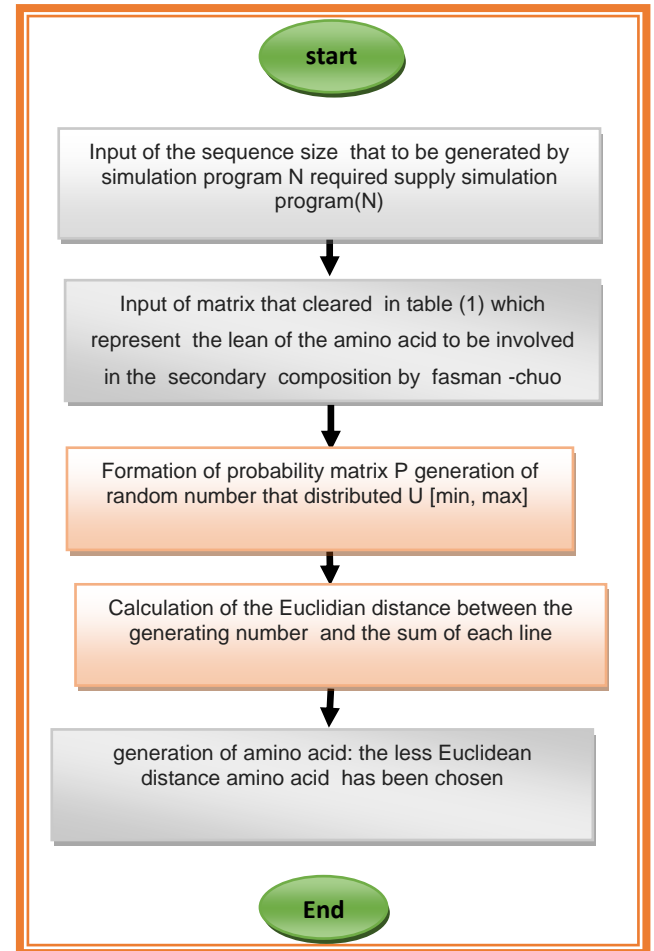 start
Input of the sequence size that to be generated by
simulation program N required supply simulation
program(N)
Input of matrix that cleared in table (1) which
represent the lean of the amino acid to be involved
in the secondary composition by fasman -chuo
Formation of probability matrix P generation of
random number that distributed U [min, max]
Calculation of the Euclidian distance between the
generating number and the sum of each line
generation of amino acid: the less Euclidean
distance amino acid has been chosen
End